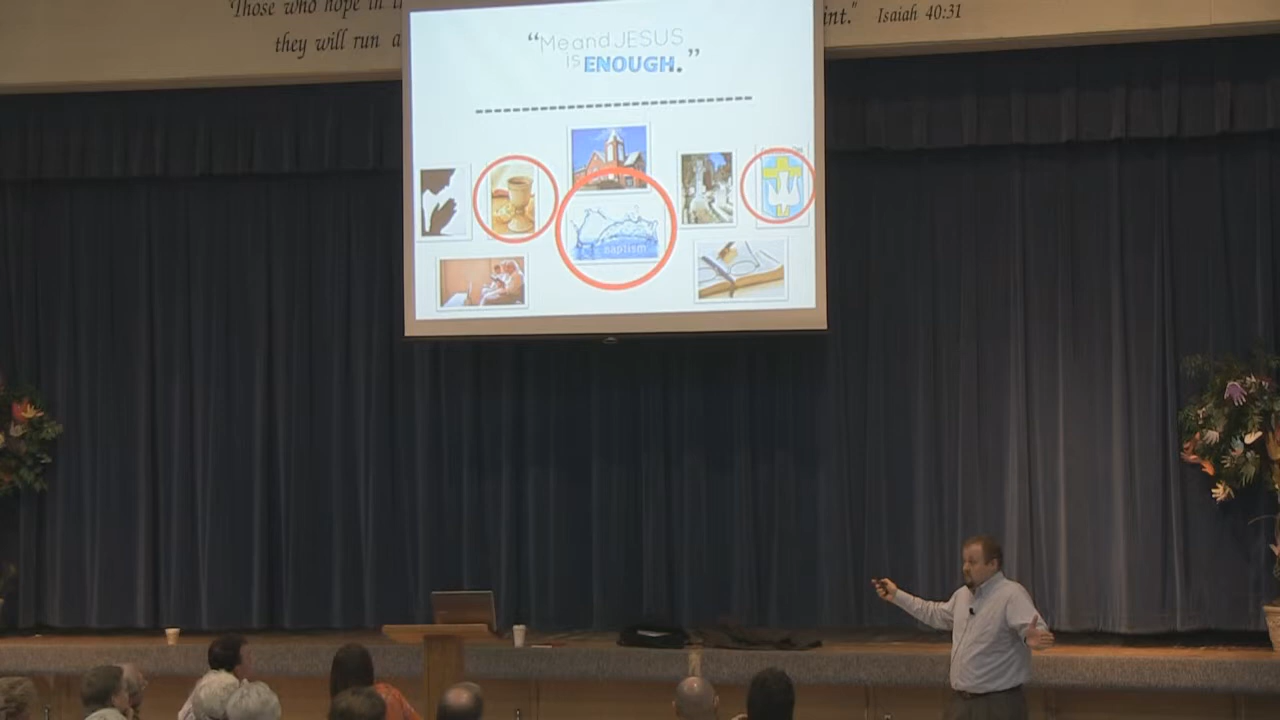 "Those who hope in
they will run a
int." Isaiah 40:31
"Me and JESUS
is ENOUGH."
baptism